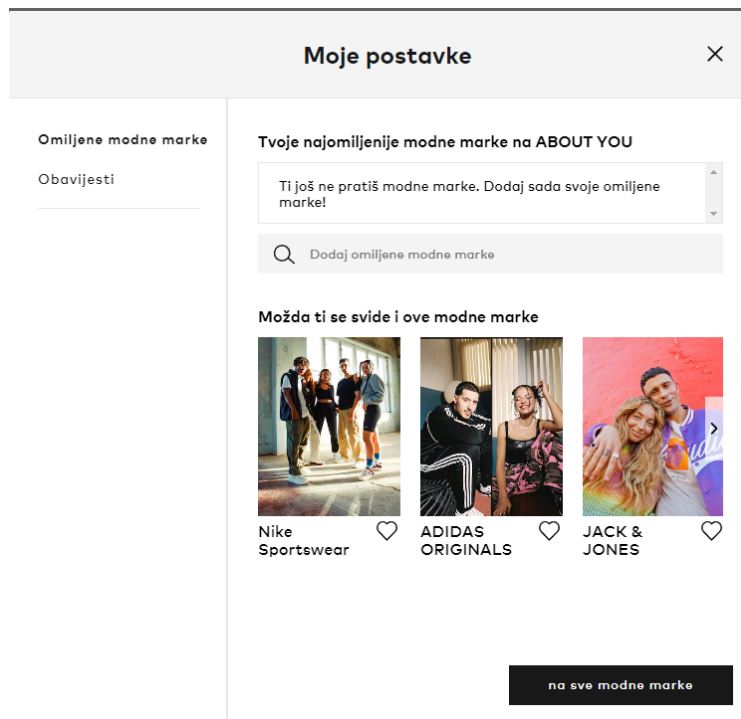 Moje postavke
Omiljene modne marke
Obavijesti
Tvoje najomiljenije modne marke na ABOUT YOU
Ti još ne pratiš modne marke. Dodaj sada svoje omiljene
marke!
Dodaj omiljene modne marke
Možda ti se svide i ove modne marke
Nike
Sportswear
ADIDAS
ORIGINALS
JACK &
JONES
na sve modne marke